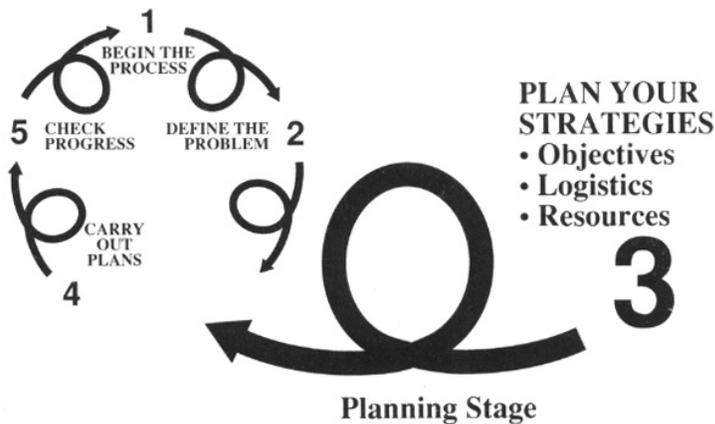 1
BEGIN THE
PROCESS
5
CHECK
PROGRESS
DEFINE THE
PROBLEM
2
CARRY
OUT
PLANS
4
PLAN YOUR
STRATEGIES
• Objectives
• Logistics
• Resources
3
Planning Stage